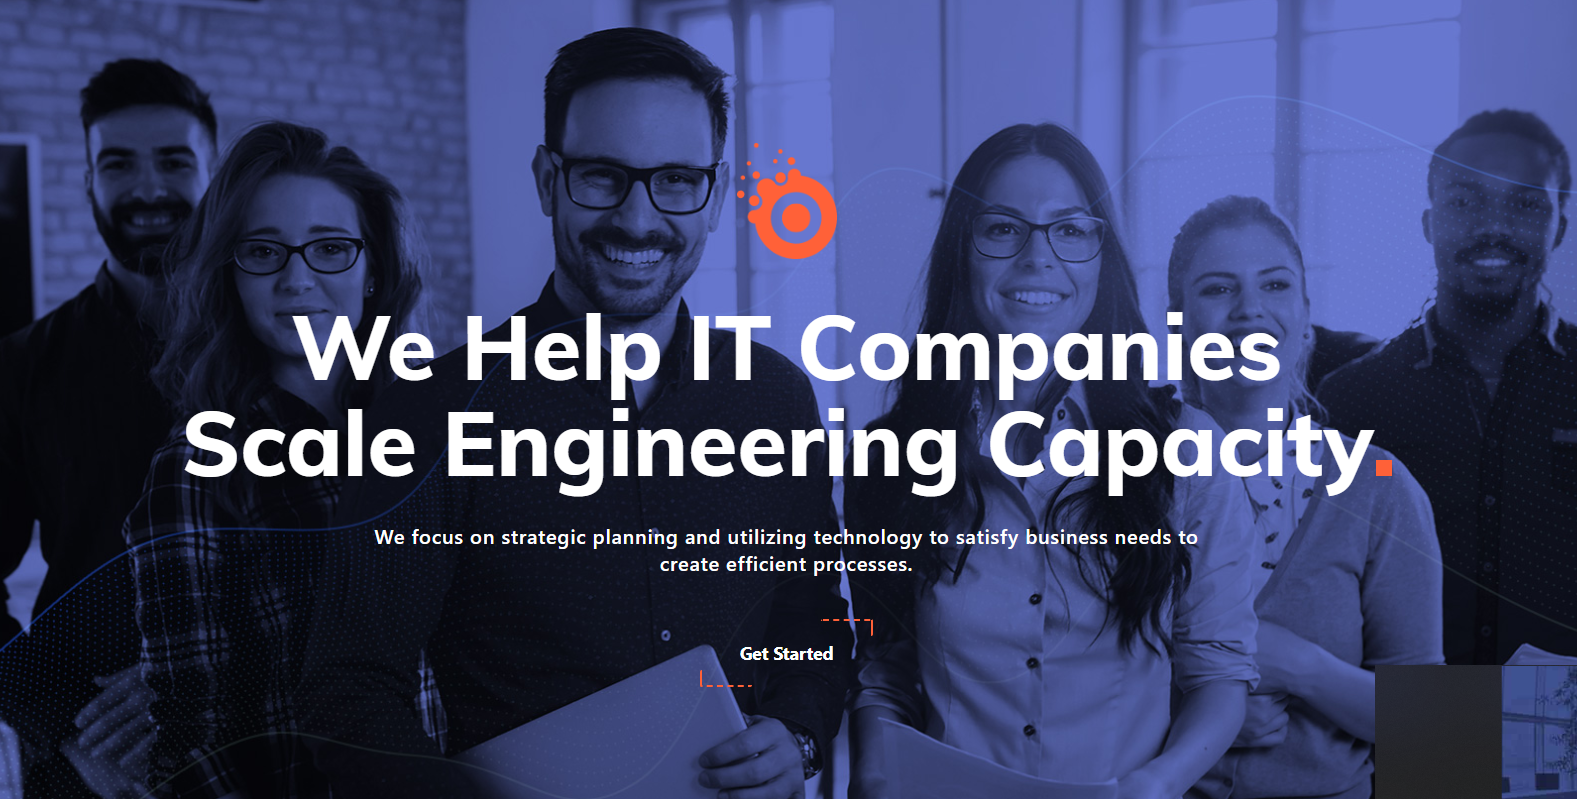 We Help IT Companies
Scale Engineering Capacity.
We focus on strategic planning and utilizing technology to satisfy business needs to
create efficient processes.
Get Started